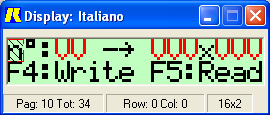 Display: Italiano
n°:VV → VVVxVVV
F4:Write F5:Read
Pag: 10 Tot: 34 Row: 0 Col: 0 16x2